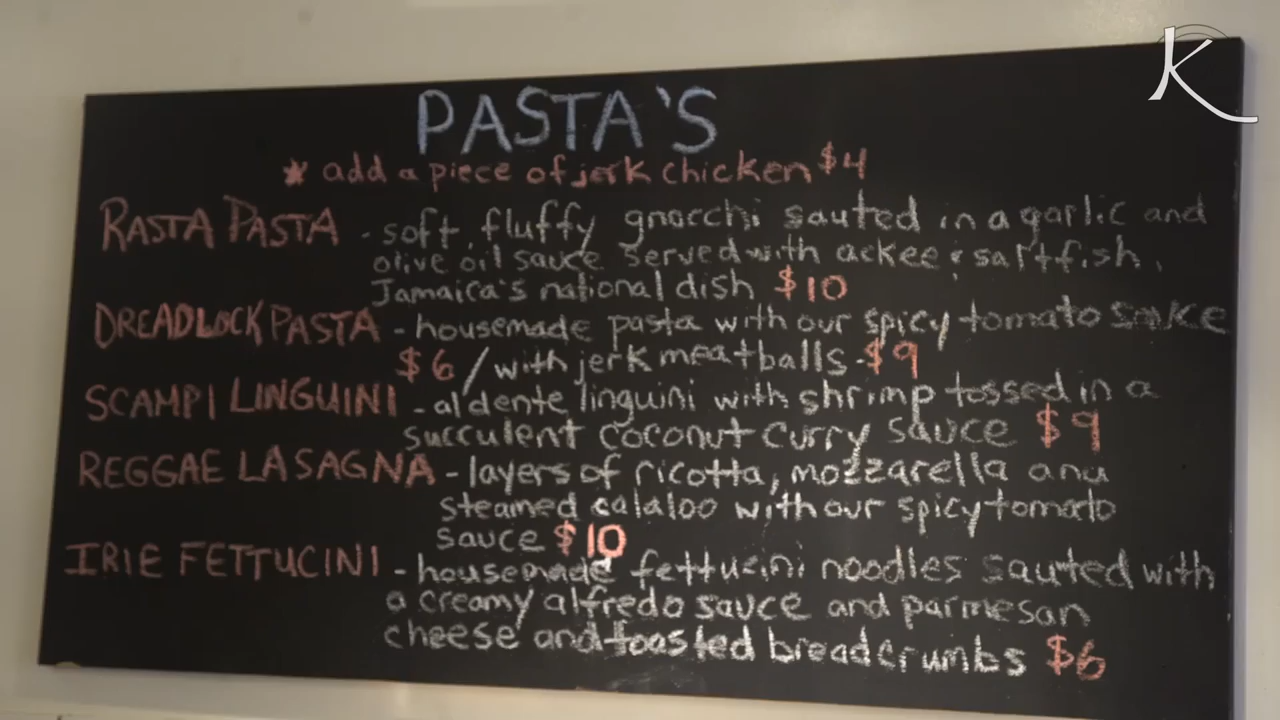 PASTA'S
* add a piece of jerk chicken $4
RASTA PASTA - soft, fluffy gnocchi sauted in a garlic and
olive oil sauce served with ackee & saltfish,
Jamaica's national dish $10
DREADLOCK PASTA - housemade pasta with our spicy tomato sauce
$6 / with jerk meatballs - $9
SCAMPI LINGUINI - al dente linguini with shrimp tossed in a
succulent coconut curry sauce $9
REGGAE LASAGNA - layers of ricotta, mozzarella and
steamed calaloo with our spicy tomato
sauce $10
IRIE FETTUCINI - housemade fettucini noodles sauted with
a creamy alfredo sauce and parmesan
cheese and toasted breadcrumbs $6
K